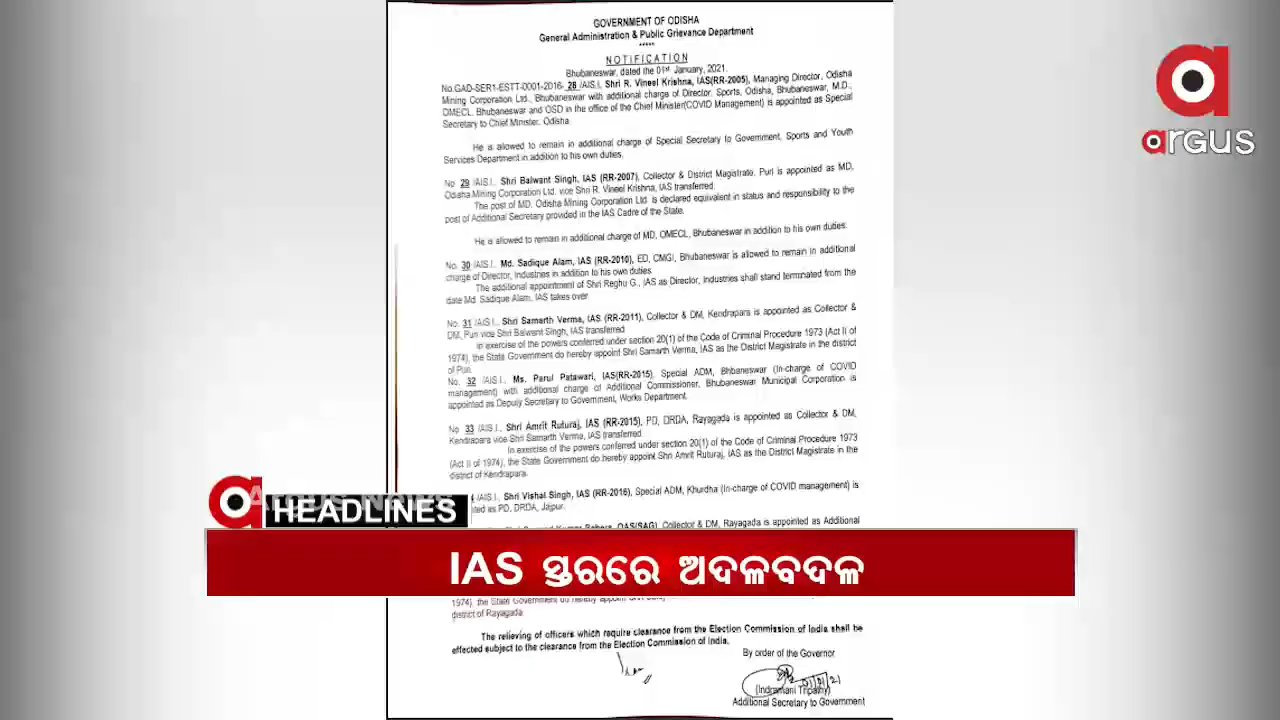 GOVERNMENT OF ODISHA
General Administration & Public Grievance Department
*****
NOTIFICATION
Bhubaneswar, dated the 01st January, 2021.
No.GAD-SER1-ESTT-0001-2016- 28 /AIS.I, Shri R. Vineel Krishna, IAS(RR-2005), Managing Director, Odisha
Mining Corporation Ltd., Bhubaneswar with additional charge of Director, Sports, Odisha, Bhubaneswar, M.D.,
OMECL, Bhubaneswar and OSD in the office of the Chief Minister(COVID Management) is appointed as Special
Secretary to Chief Minister, Odisha.
He is allowed to remain in additional charge of Special Secretary to Government, Sports and Youth
Services Department in addition to his own duties.
No. 29 /AIS.I., Shri Balwant Singh, IAS (RR-2007), Collector & District Magistrate, Puri is appointed as MD,
Odisha Mining Corporation Ltd. vice Shri R. Vineel Krishna, IAS transferred.
The post of MD, Odisha Mining Corporation Ltd. is declared equivalent in status and responsibility to the
post of Additional Secretary provided in the IAS Cadre of the State.
He is allowed to remain in additional charge of MD, OMECL, Bhubaneswar in addition to his own duties.
No. 30 /AIS.I., Md. Sadique Alam, IAS (RR-2010), ED, CMGI, Bhubaneswar is allowed to remain in additional
charge of Director, Industries in addition to his own duties.
The additional appointment of Shri Reghu G., IAS as Director, Industries shall stand terminated from the
date Md. Sadique Alam, IAS takes over.
No. 31 /AIS.I., Shri Samarth Verma, IAS (RR-2011), Collector & DM, Kendrapara is appointed as Collector &
DM, Puri vice Shri Balwant Singh, IAS transferred.
In exercise of the powers conferred under section 20(1) of the Code of Criminal Procedure 1973 (Act II of
1974), the State Government do hereby appoint Shri Samarth Verma, IAS as the District Magistrate in the district
of Puri.
No. 32 /AIS.I., Ms. Parul Patawari, IAS(RR-2015), Special ADM, Bhbaneswar (In-charge of COVID
management) with additional charge of Additional Commissioner, Bhubaneswar Municipal Corporation is
appointed as Deputy Secretary to Government, Works Department.
No. 33 /AIS.I., Shri Amrit Ruturaj, IAS (RR-2015), PD, DRDA, Rayagada is appointed as Collector & DM,
Kendrapara vice Shri Samarth Verma, IAS transferred.
In exercise of the powers conferred under section 20(1) of the Code of Criminal Procedure 1973
(Act II of 1974), the State Government do hereby appoint Shri Amrit Ruturaj, IAS as the District Magistrate in the
district of Kendrapara.
/AIS.I., Shri Vishal Singh, IAS (RR-2016), Special ADM, Khurdha (In-charge of COVID management) is
as PD, DRDA, Jajpur.
OAS(SAG), Collector & DM, Rayagada is appointed as Additional
1974), the State Government do hereby appoint
district of Rayagada.
The relieving of officers which require clearance from the Election Commission of India shall be
effected subject to the clearance from the Election Commission of India.
By order of the Governor
(Indramani Tripathy)
Additional Secretary to Government
a
argus
a
HEADLINES
IAS ସ୍ତରରେ ଅଦଳବଦଳ